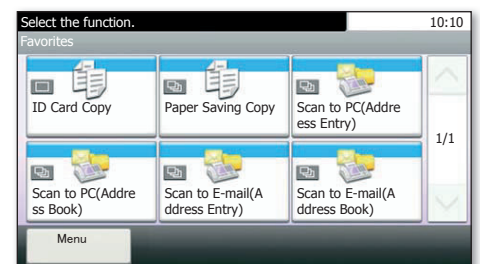 Select the function.
10:10
Favorites
ID Card Copy
Paper Saving Copy
Scan to PC(Addre
ess Entry)
1/1
Scan to PC(Addre
ss Book)
Scan to E-mail(A
ddress Entry)
Scan to E-mail(A
ddress Book)
Menu